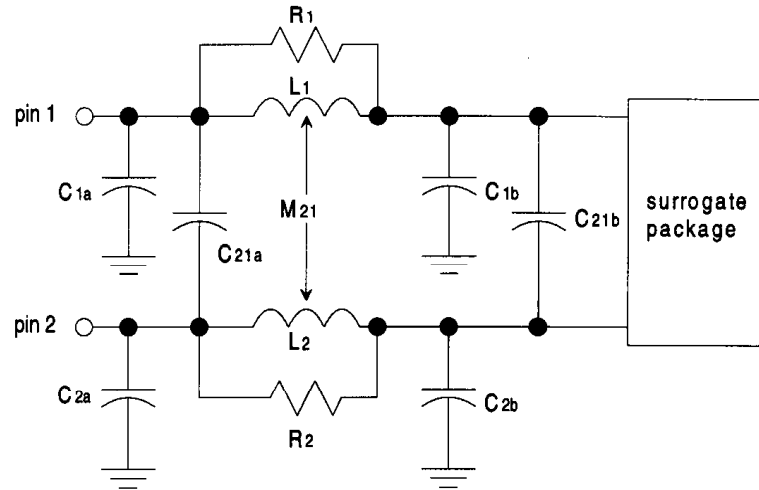 R1
L1
pin 1
C1a
C21a
M21
C1b
C21b
surrogate
package
pin 2
L2
C2a
R2
C2b